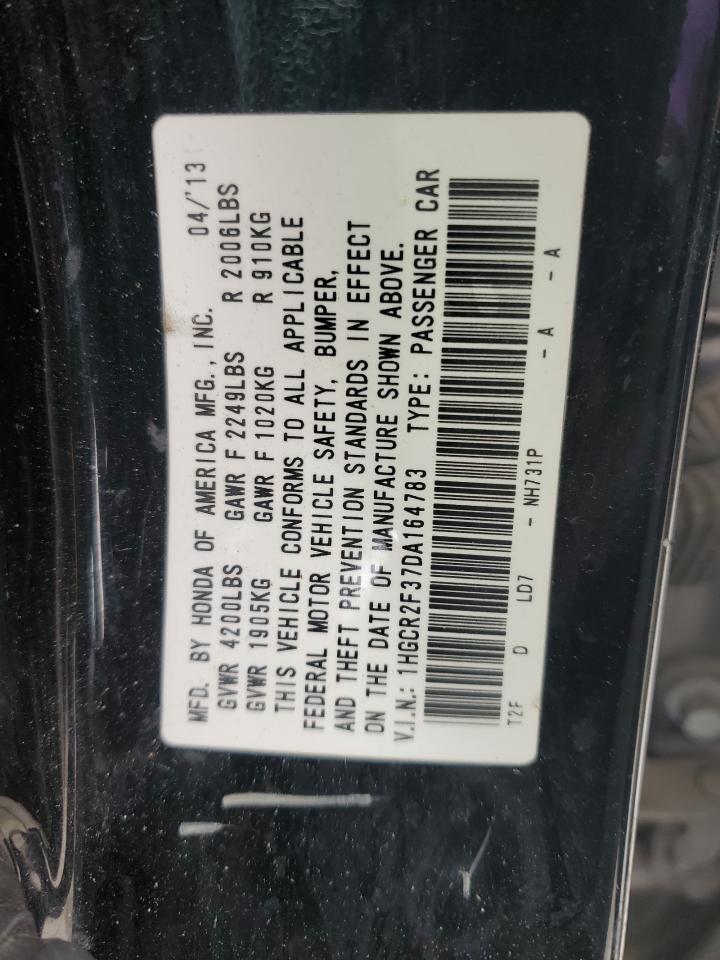 MFD. BY HONDA OF AMERICA MFG., INC. 04/'13
GVWR 4200LBS GAWR F 2249LBS R 2006LBS
GVWR 1905KG GAWR F 1020KG R 910KG
THIS VEHICLE CONFORMS TO ALL APPLICABLE
FEDERAL MOTOR VEHICLE SAFETY, BUMPER,
AND THEFT PREVENTION STANDARDS IN EFFECT
ON THE DATE OF MANUFACTURE SHOWN ABOVE.
V.I.N.: 1HGCR2F37DA164783 TYPE: PASSENGER CAR
T2F D LD7 - NH731P - A - A